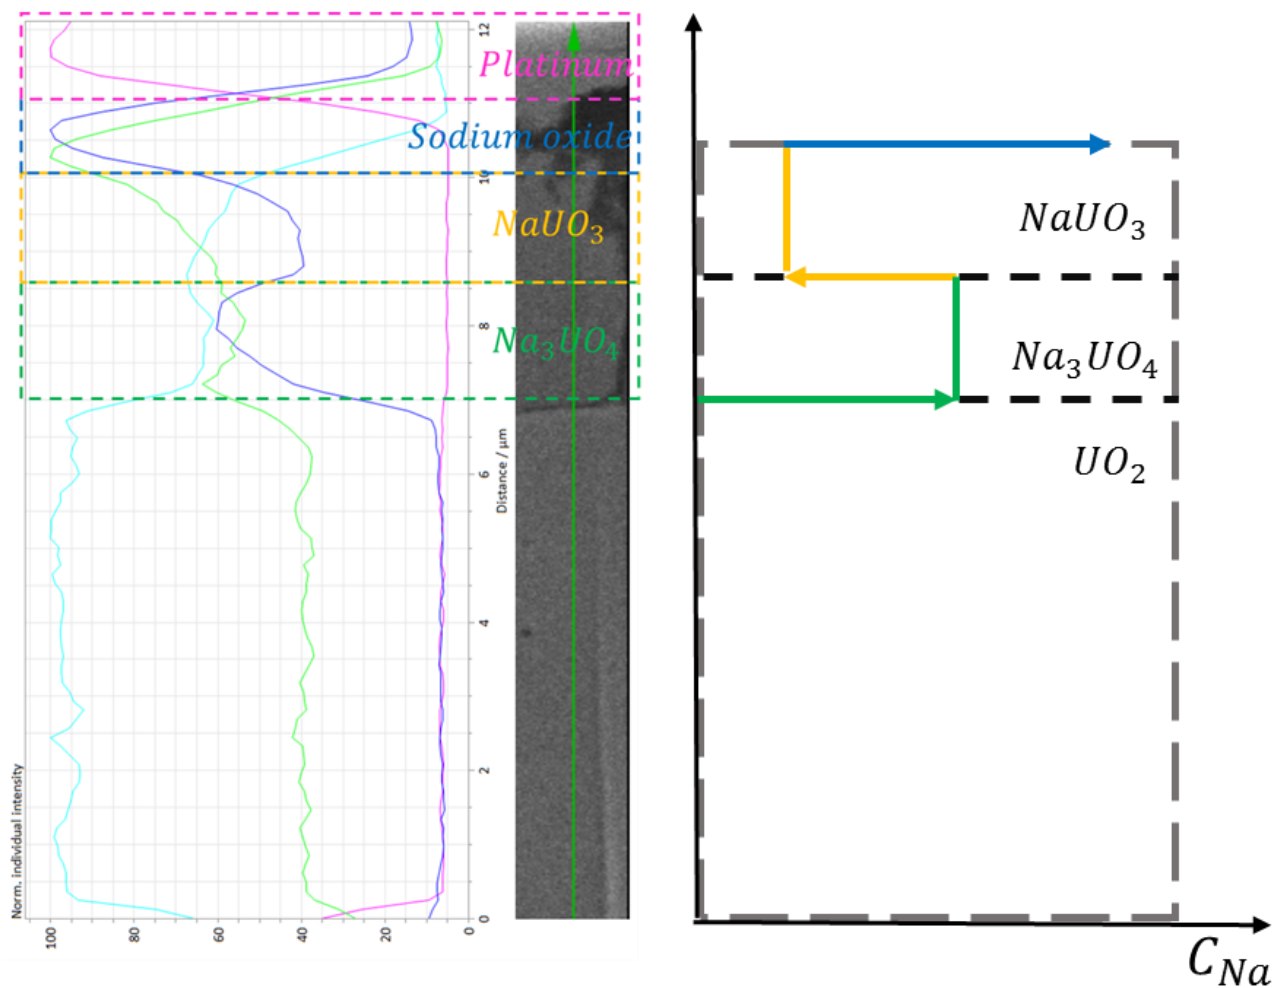 Norm. individual intensity
100
80
60
40
20
0
Distance / μm
0
2
4
6
8
10
12
Platinum
Sodium oxide
NaUO₃
Na₃UO₄
NaUO₃
Na₃UO₄
UO₂
C_Na